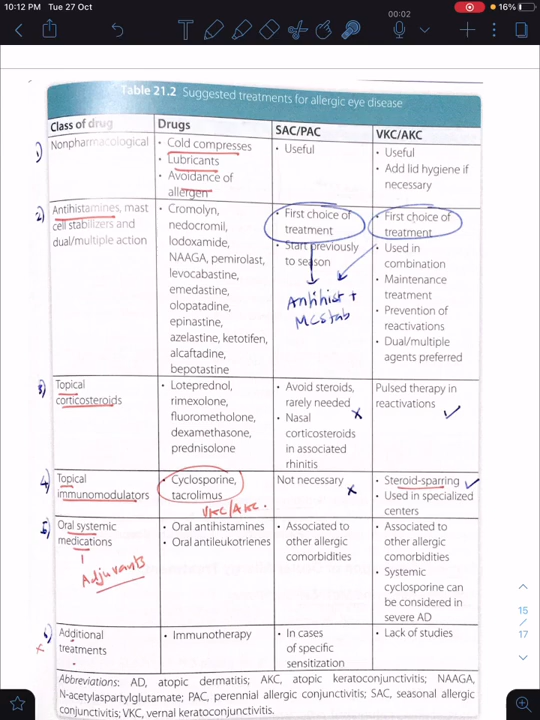 10:12 PM Tue 27 Oct
00:02
16%
T
Table 21.2 Suggested treatments for allergic eye disease
Class of drug
Drugs
SAC/PAC
VKC/AKC
1)
Nonpharmacological
• Cold compresses
• Lubricants
• Avoidance of
allergen
• Useful
• Useful
• Add lid hygiene if
necessary
2)
Antihistamines, mast
cell stabilizers and
dual/multiple action
• Cromolyn,
nedocromil,
lodoxamide,
NAAGA, pemirolast,
levocabastine,
emedastine,
olopatadine,
epinastine,
azelastine, ketotifen,
alcaftadine,
bepotastine
• First choice of
treatment
• Start previously
to season
Antihist +
MCStab
• First choice of
treatment
• Used in
combination
• Maintenance
treatment
• Prevention of
reactivations
• Dual/multiple
agents preferred
3)
Topical
corticosteroids
• Loteprednol,
rimexolone,
fluorometholone,
dexamethasone,
prednisolone
• Avoid steroids,
rarely needed
• Nasal
corticosteroids
in associated
rhinitis
Pulsed therapy in
reactivations
4)
Topical
immunomodulators
• Cyclosporine,
tacrolimus
VKC/AKC.
Not necessary
• Steroid-sparring
• Used in specialized
centers
5)
Oral systemic
medications
Adjuvants
• Oral antihistamines
• Oral antileukotrienes
• Associated to
other allergic
comorbidities
• Associated to
other allergic
comorbidities
• Systemic
cyclosporine can
be considered in
severe AD
6)
Additional
treatments
• Immunotherapy
• In cases
of specific
sensitization
• Lack of studies
Abbreviations: AD, atopic dermatitis; AKC, atopic keratoconjunctivitis; NAAGA,
N-acetylaspartylglutamate; PAC, perennial allergic conjunctivitis; SAC, seasonal allergic
conjunctivitis; VKC, vernal keratoconjunctivitis.
15
/
17